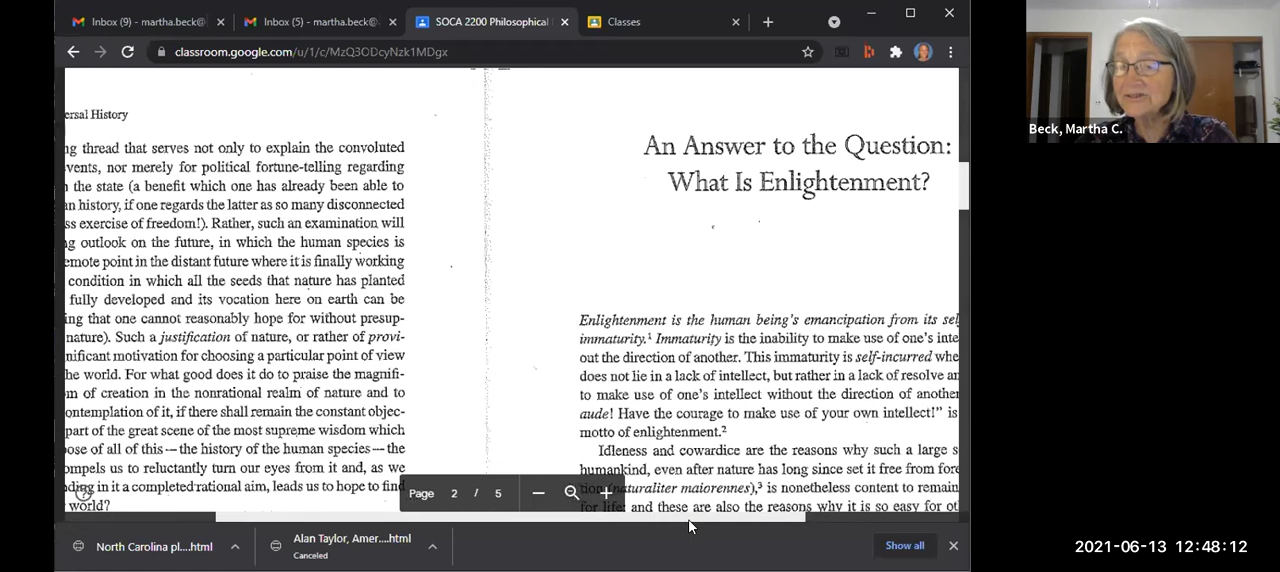 Inbox (9) - martha.beck@
Inbox (5) - martha.beck@
SOCA 2200 Philosophical
Classes
classroom.google.com/u/1/c/MzQ3ODcyNzk1MDgx
ersal History
ng thread that serves not only to explain the convoluted
vents, nor merely for political fortune-telling regarding
the state (a benefit which one has already been able to
an history, if one regards the latter as so many disconnected
ss exercise of freedom!). Rather, such an examination will
ng outlook on the future, in which the human species is
emote point in the distant future where it is finally working
condition in which all the seeds that nature has planted
fully developed and its vocation here on earth can be
ing that one cannot reasonably hope for without presup-
nature). Such a justification of nature, or rather of provi-
nificant motivation for choosing a particular point of view
he world. For what good does it do to praise the magnifi-
m of creation in the nonrational realm of nature and to
ontemplation of it, if there shall remain the constant objec-
part of the great scene of the most supreme wisdom which
ose of all of this—the history of the human species—the
ompels us to reluctantly turn our eyes from it and, as we
ding in it a completed rational aim, leads us to hope to find
world?
An Answer to the Question:
What Is Enlightenment?
Enlightenment is the human being's emancipation from its sel
immaturity.1 Immaturity is the inability to make use of one's inte
out the direction of another. This immaturity is self-incurred whe
does not lie in a lack of intellect, but rather in a lack of resolve an
to make use of one's intellect without the direction of another
aude! Have the courage to make use of your own intellect!" is
motto of enlightenment.2
Idleness and cowardice are the reasons why such a large s
humankind, even after nature has long since set it free from fore
tion (naturaliter maiorennes),3 is nonetheless content to remain
for life; and these are also the reasons why it is so easy for ot
Page 2 / 5
North Carolina pl....html
Alan Taylor, Amer....html
Canceled
Show all
Beck, Martha C.
2021-06-13 12:48:12